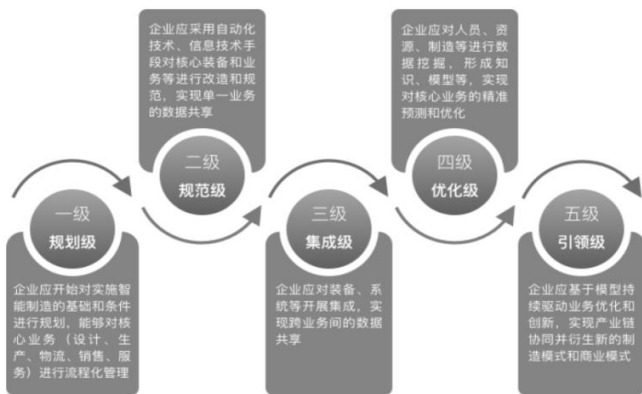 一级
规划级
企业应开始对实施智
能制造的基础和条件
进行规划，能够对核
心业务（设计、生
产、物流、销售、服
务）进行流程化管理
企业应采用自动化
技术、信息技术手
段对核心装备和业
务等进行改造和规
范，实现单一业务
的数据共享
二级
规范级
三级
集成级
企业应对装备、系
统等开展集成，实
现跨业务间的数据
共享
企业应对人员、资
源、制造等进行数
据挖掘，形成知
识、模型等，实现
对核心业务的精准
预测和优化
四级
优化级
五级
引领级
企业应基于模型持
续驱动业务优化和
创新，实现产业链
协同并衍生新的制
造模式和商业模式